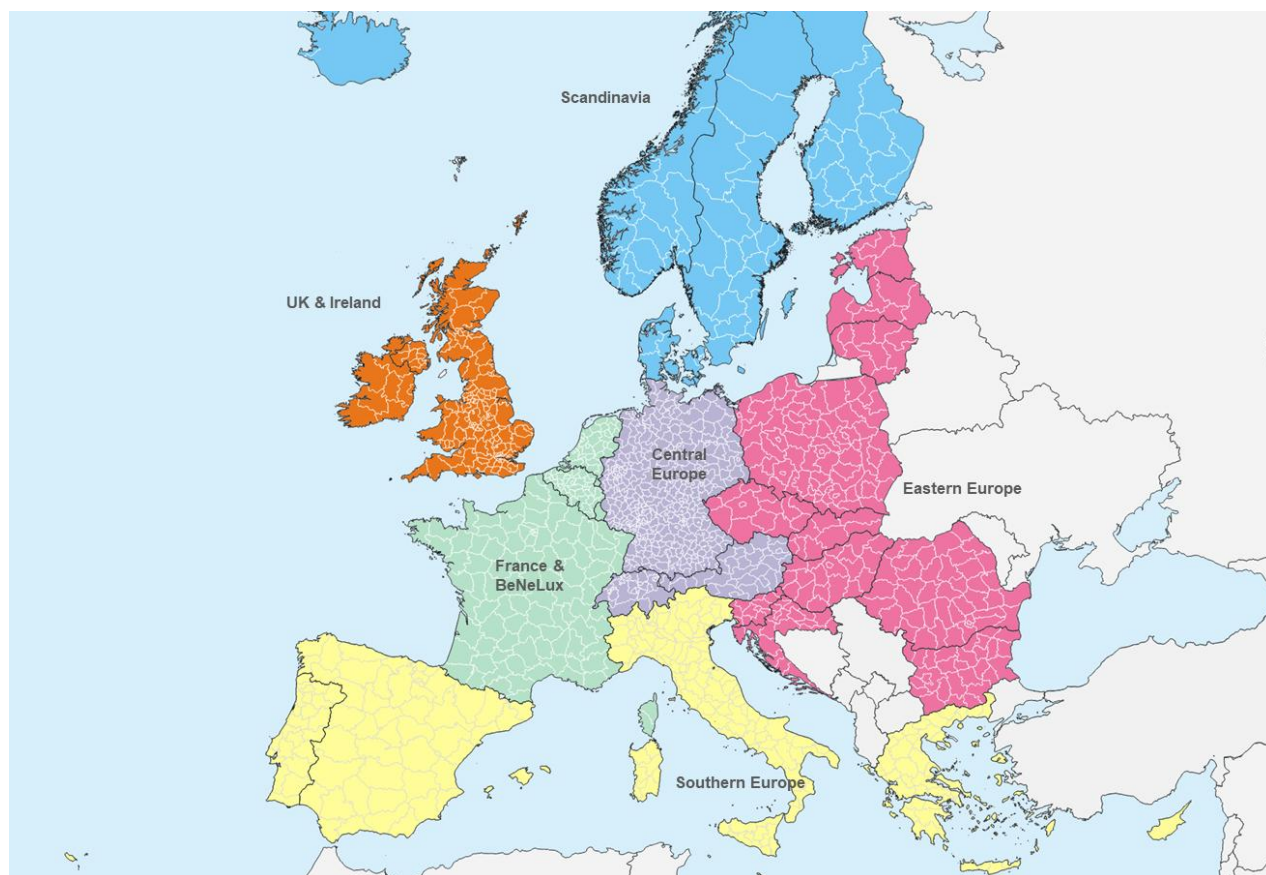 Scandinavia
UK & Ireland
Central
Europe
Eastern Europe
France &
BeNeLux
Southern Europe